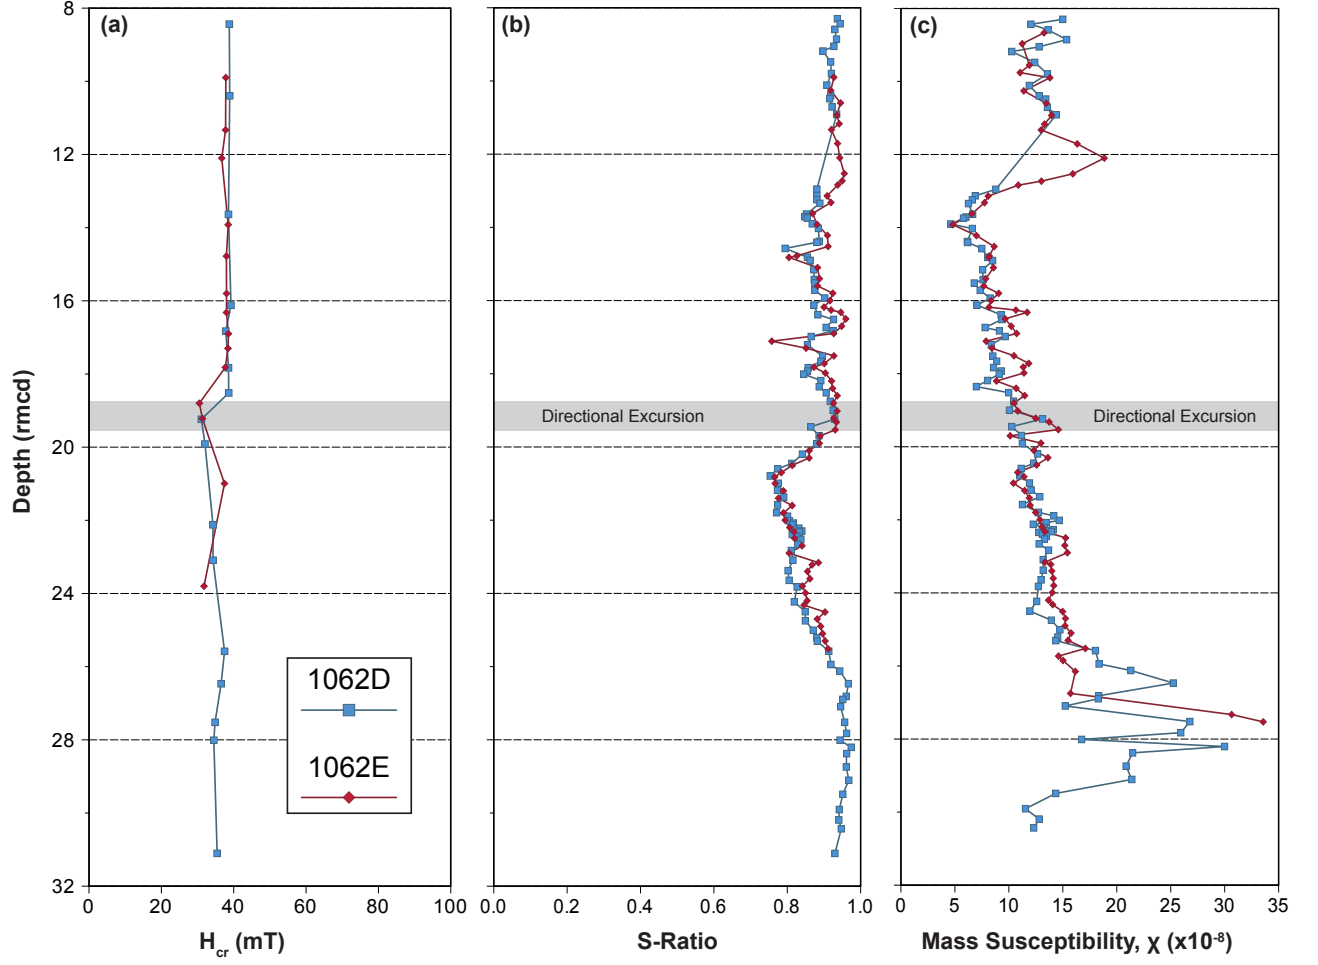 (a)
(b)
(c)
8
12
16
20
24
28
32
Depth (rmcd)
Directional Excursion
Directional Excursion
1062D
1062E
0
20
40
60
80
100
0.0
0.2
0.4
0.6
0.8
1.0
0
5
10
15
20
25
30
35
Hcr (mT)
S-Ratio
Mass Susceptibility, χ (x10-8)